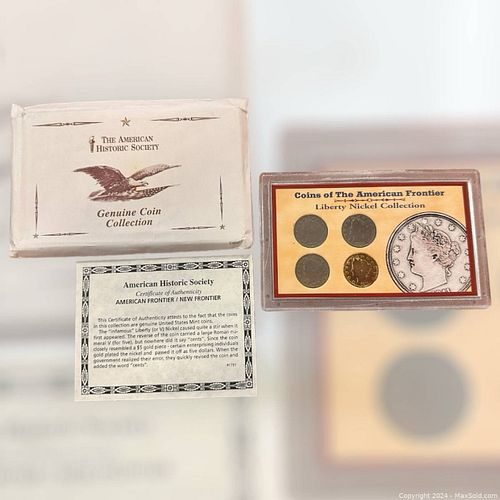 THE AMERICAN
HISTORIC SOCIETY
Genuine Coin
Collection
Coins of The American Frontier
Liberty Nickel Collection
American Historic Society
Certificate of Authenticity
AMERICAN FRONTIER / NEW FRONTIER
This Certificate of Authenticity attests to the fact that the coins
in this collection are genuine United States Mint coins.
The "infamous" Liberty (or V) Nickel caused quite a stir when it
first appeared. The reverse of the coin carried a large Roman nu-
meral V (for five), but nowhere did it say "cents". Since the coin
closely resembled a $5 gold piece - certain enterprising individuals
gold plated the nickel and passed it off as five dollars. When the
government realized their error, they quickly revised the coin and
added the word "cents".
Copyright 2024 - MaxSold.com